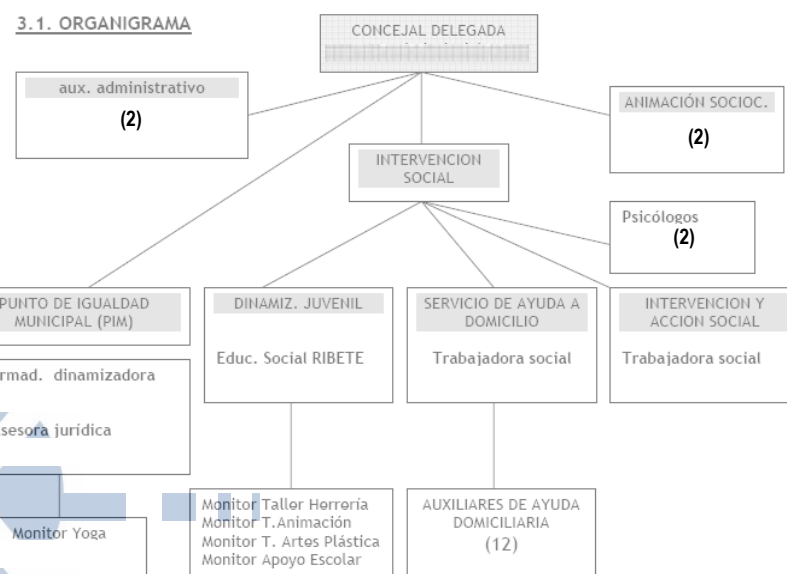 3.1. ORGANIGRAMA
CONCEJAL DELEGADA
aux. administrativo
(2)
ANIMACIÓN SOCIOC.
(2)
INTERVENCION
SOCIAL
Psicólogos
(2)
PUNTO DE IGUALDAD
MUNICIPAL (PIM)
DINAMIZ. JUVENIL
Educ. Social RIBETE
SERVICIO DE AYUDA A
DOMICILIO
Trabajadora social
INTERVENCION Y
ACCION SOCIAL
Trabajadora social
rmad. dinamizadora
sesora jurídica
Monitor Yoga
Monitor Taller Herrería
Monitor T.Animación
Monitor T. Artes Plástica
Monitor Apoyo Escolar
AUXILIARES DE AYUDA
DOMICILIARIA
(12)